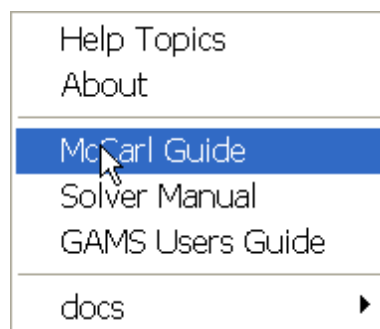 Help Topics
About
McCarl Guide
Solver Manual
GAMS Users Guide
docs